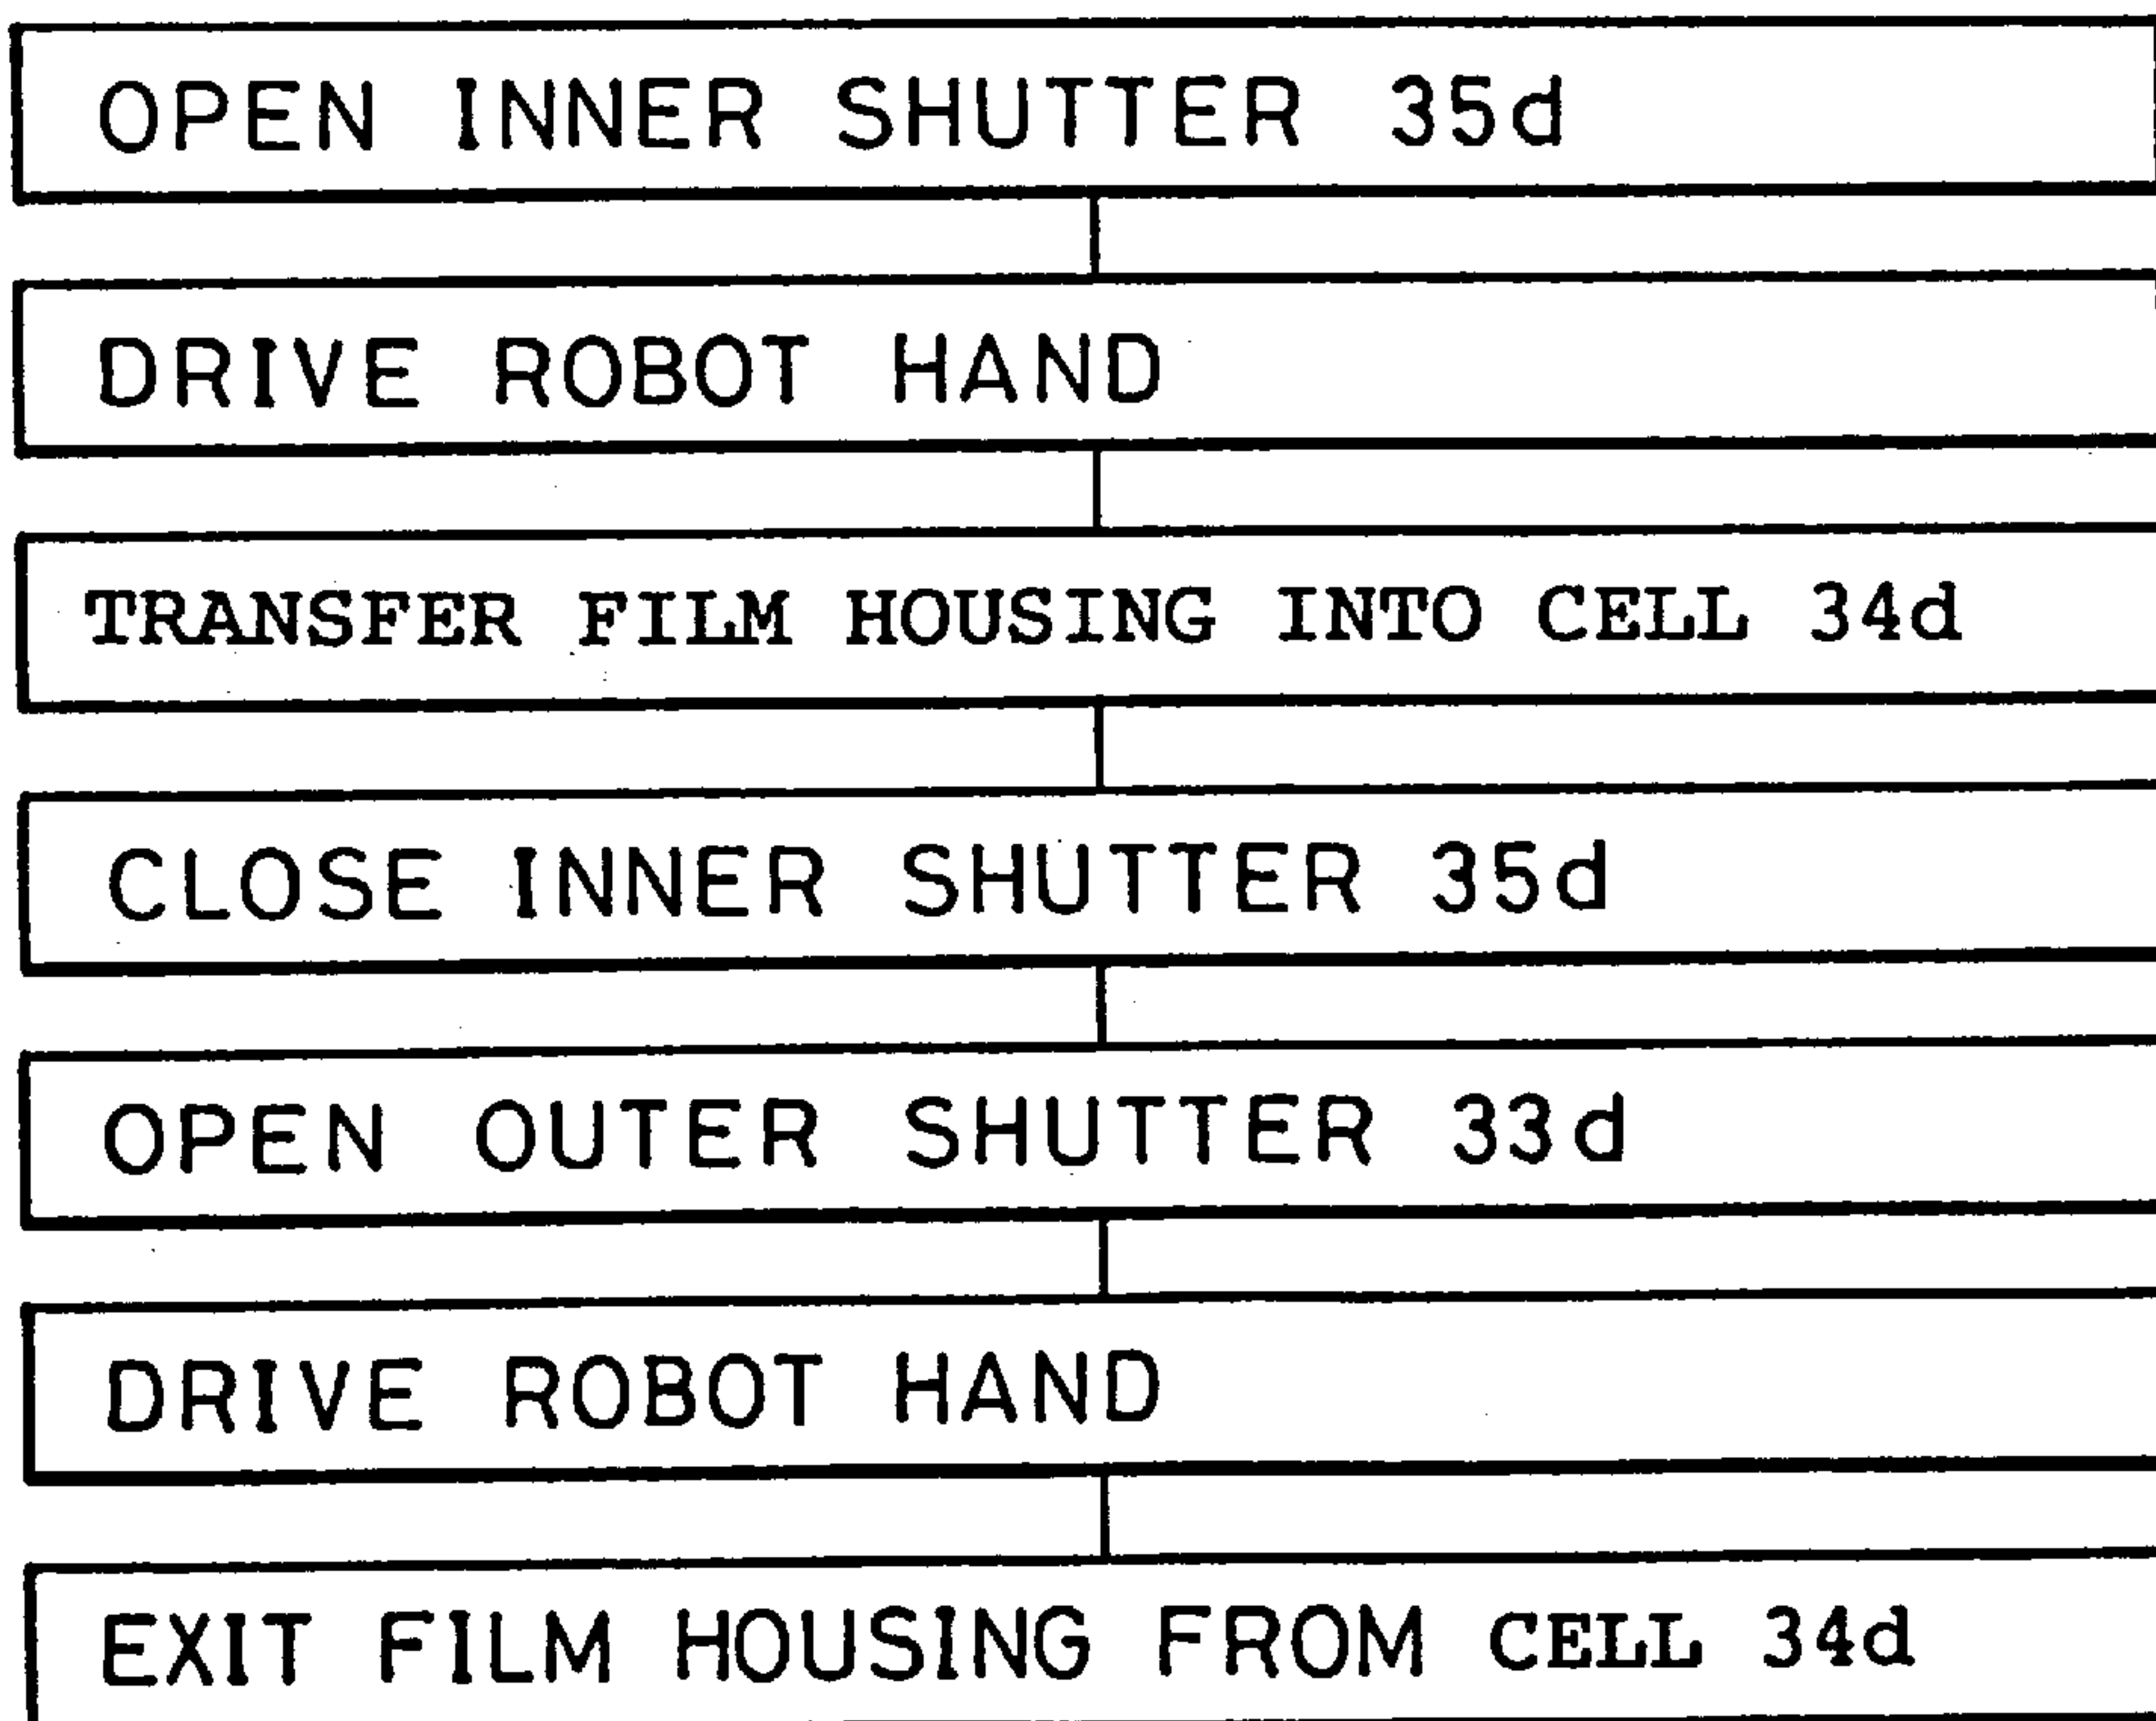 OPEN INNER SHUTTER 35d
DRIVE ROBOT HAND
TRANSFER FILM HOUSING INTO CELL 34d
CLOSE INNER SHUTTER 35d
OPEN OUTER SHUTTER 33d
DRIVE ROBOT HAND
EXIT FILM HOUSING FROM CELL 34d